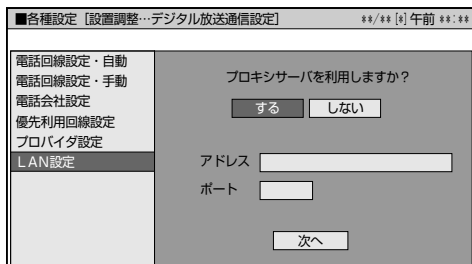 ■各種設定［設置調整…デジタル放送通信設定］ **/**［*］午前 **:**
電話回線設定・自動
電話回線設定・手動
電話会社設定
優先利用回線設定
プロバイダ設定
ＬＡＮ設定
プロキシサーバを利用しますか？
する しない
アドレス
ポート
次へ